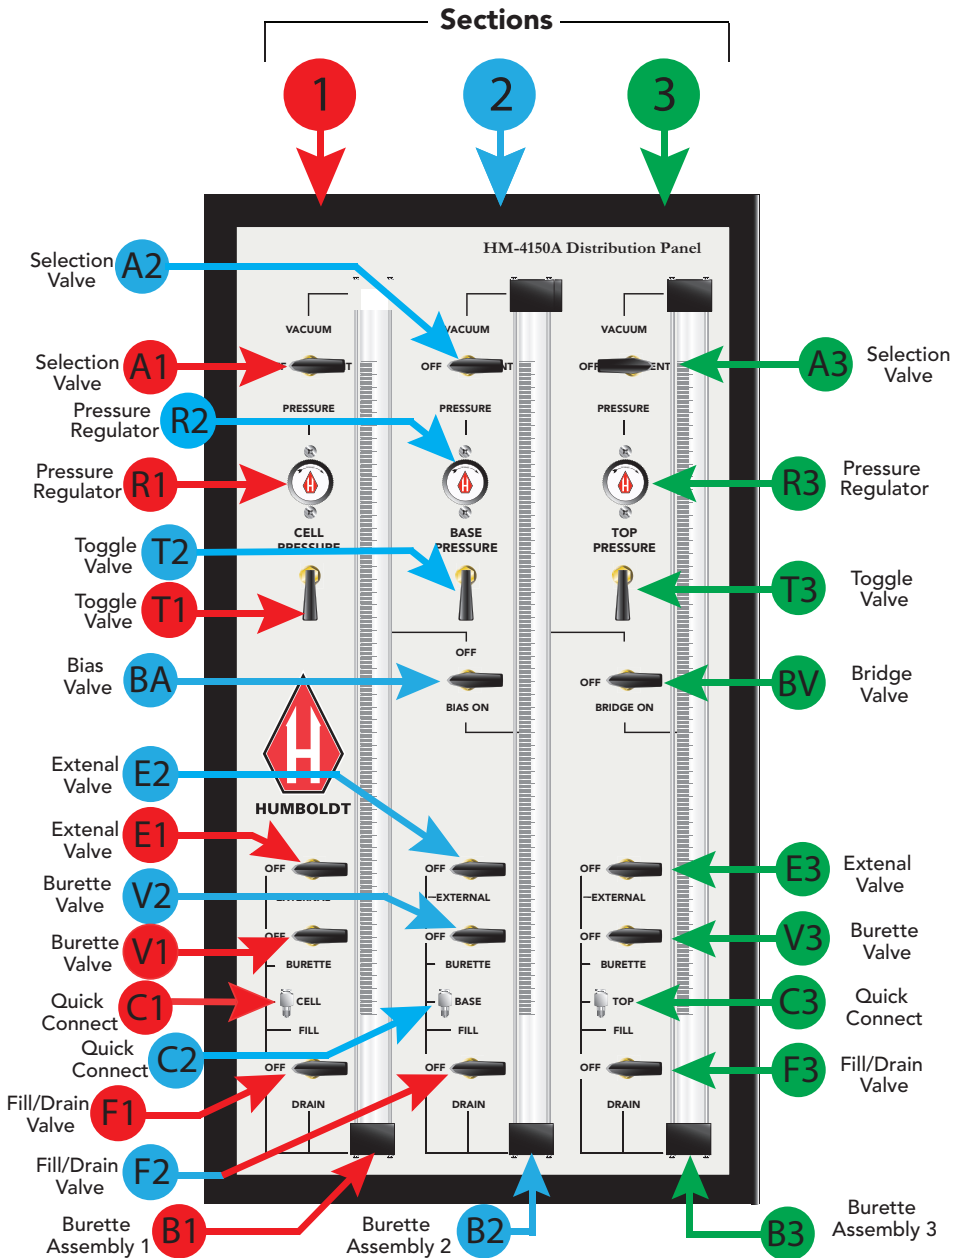 Sections
1
2
3
HM-4150A Distribution Panel
Selection
Valve
A2
VACUUM
VACUUM
VACUUM
Selection
Valve
A1
OFF
OFF
A3
Selection
Valve
Pressure
Regulator
R2
PRESSURE
PRESSURE
PRESSURE
Pressure
Regulator
R1
H
H
H
R3
Pressure
Regulator
CELL
PRESSURE
BASE
PRESSURE
TOP
PRESSURE
Toggle
Valve
T2
Toggle
Valve
T1
T3
Toggle
Valve
Bias
Valve
BA
OFF
BIAS ON
OFF
BRIDGE ON
BV
Bridge
Valve
H
HUMBOLDT
Extenal
Valve
E2
Extenal
Valve
E1
OFF
EXTERNAL
OFF
EXTERNAL
OFF
EXTERNAL
E3
Extenal
Valve
Burette
Valve
V2
Burette
Valve
V1
OFF
BURETTE
OFF
BURETTE
OFF
BURETTE
V3
Burette
Valve
Quick
Connect
C1
CELL
BASE
TOP
C3
Quick
Connect
Quick
Connect
C2
FILL
FILL
FILL
OFF
OFF
OFF
F3
Fill/Drain
Valve
Fill/Drain
Valve
F1
DRAIN
DRAIN
DRAIN
Fill/Drain
Valve
F2
Burette
Assembly 1
B1
Burette
Assembly 2
B2
B3
Burette
Assembly 3